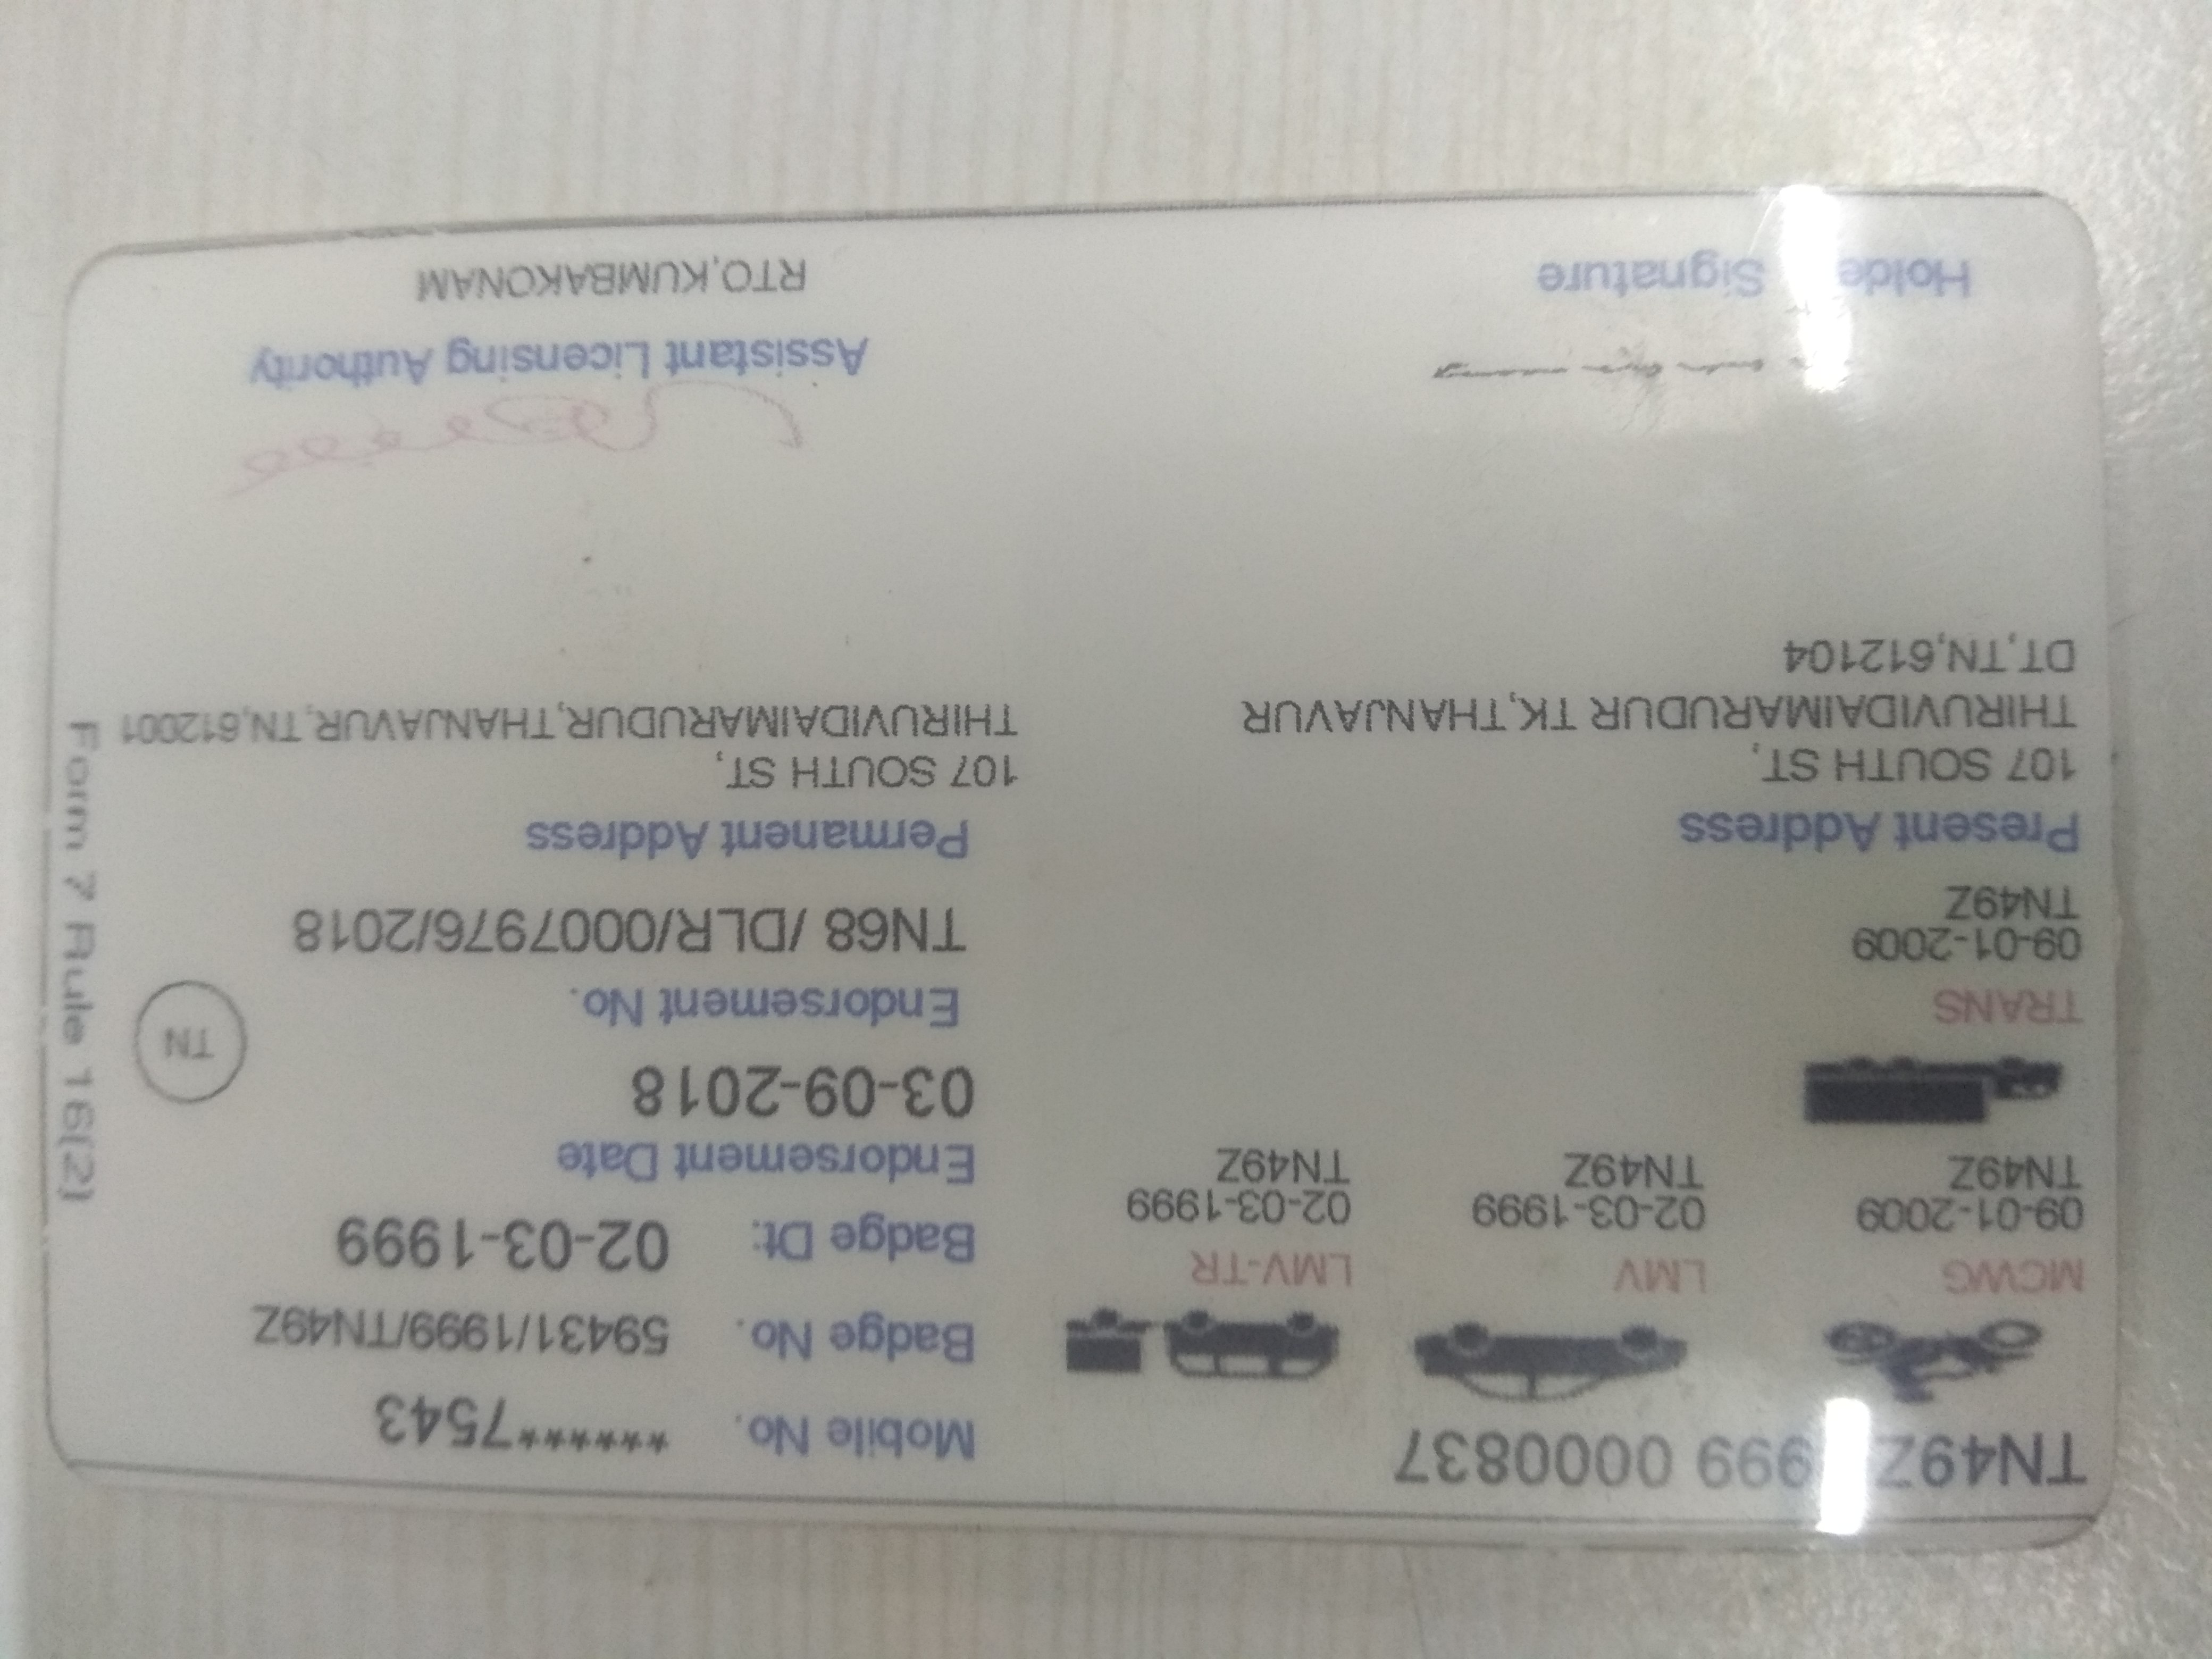 TN49Z 999 0000837
Mobile No. ******7543
Badge No. 59431/1999/TN49Z
Badge Dt: 02-03-1999
MCWG
09-01-2009
TN49Z
LMV
02-03-1999
TN49Z
LMV-TR
02-03-1999
TN49Z
Endorsement Date
03-09-2018
TRANS
09-01-2009
TN49Z
Endorsement No.
TN68 /DLR/0007976/2018
TN
Present Address
107 SOUTH ST,
THIRUVIDAIMARUDUR TK,THANJAVUR
DT,TN,612104
Permanent Address
107 SOUTH ST,
THIRUVIDAIMARUDUR,THANJAVUR,TN,612001
Holde Signature
Assistant Licensing Authority
RTO,KUMBAKONAM
Form 7 Rule 16(2)